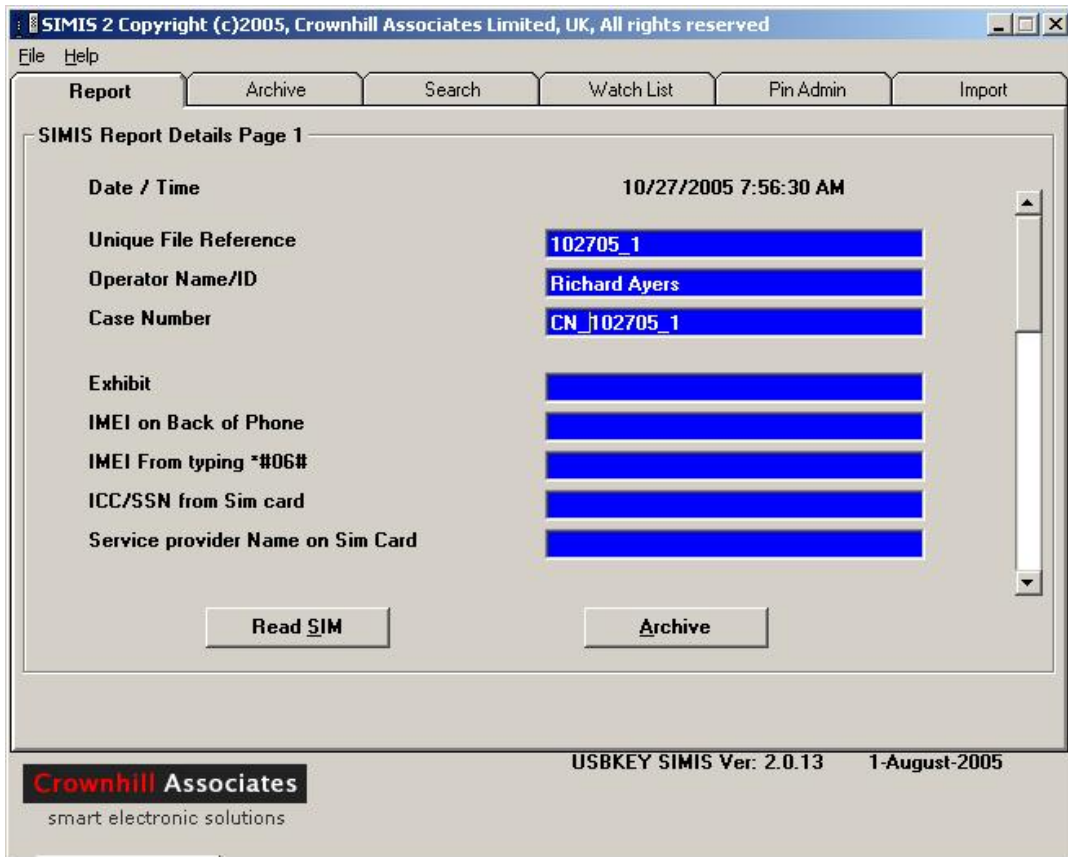 SIMIS 2 Copyright (c)2005, Crownhill Associates Limited, UK, All rights reserved
File Help
Report Archive Search Watch List Pin Admin Import
SIMIS Report Details Page 1
Date / Time 10/27/2005 7:56:30 AM
Unique File Reference 102705_1
Operator Name/ID Richard Ayers
Case Number CN_102705_1
Exhibit
IMEI on Back of Phone
IMEI From typing *#06#
ICC/SSN from Sim card
Service provider Name on Sim Card
Read SIM Archive
USBKEY SIMIS Ver: 2.0.13 1-August-2005
Crownhill Associates
smart electronic solutions